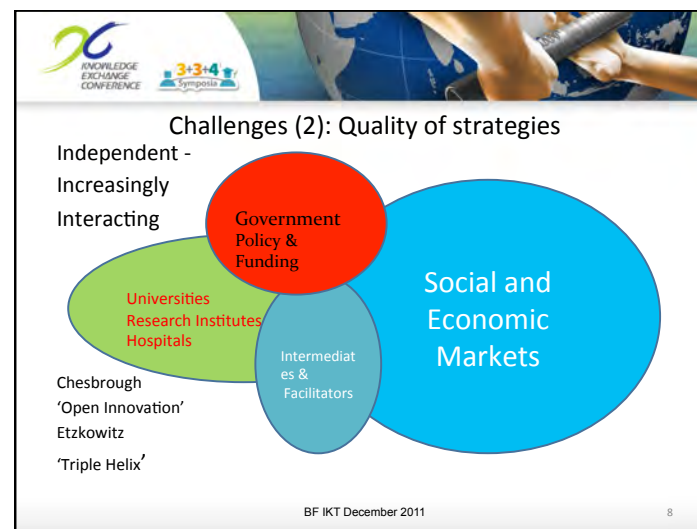 KNOWLEDGE
EXCHANGE
CONFERENCE
3+3+4
Symposia
Challenges (2): Quality of strategies
Independent -
Increasingly
Interacting
Government
Policy &
Funding
Universities
Research Institutes
Hospitals
Intermediat
es &
Facilitators
Social and
Economic
Markets
Chesbrough
‘Open Innovation’
Etzkowitz
‘Triple Helix’
BF IKT December 2011
8